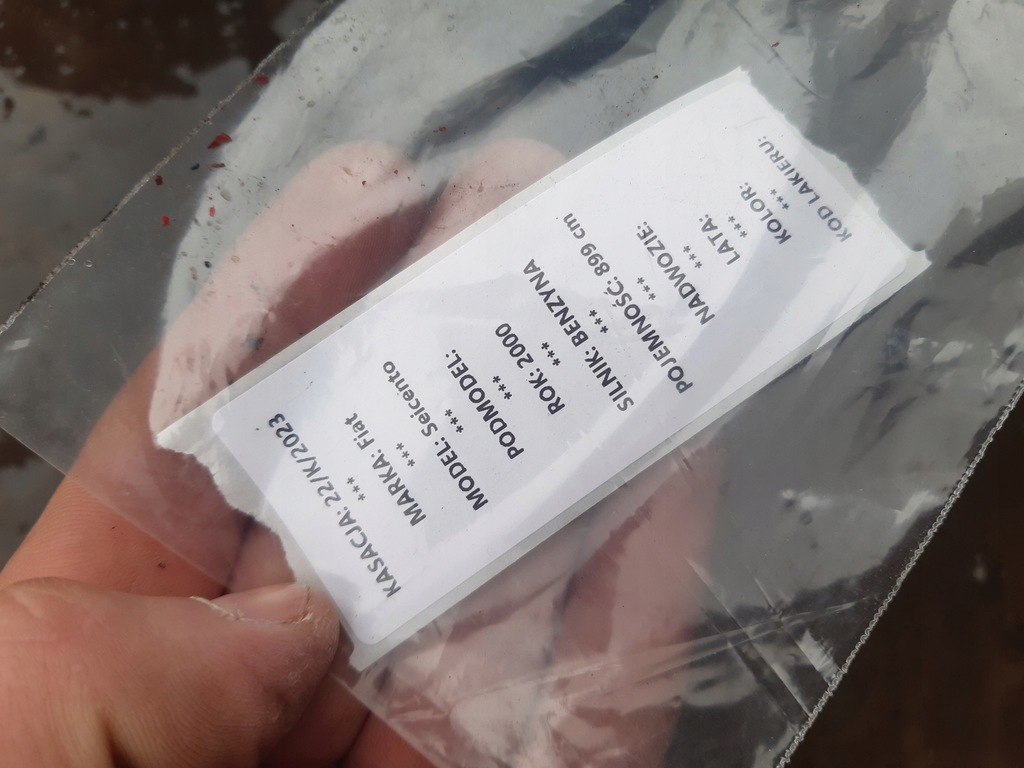 KASACJA: 22/K/2023
***
MARKA: Fiat
***
MODEL: Seicento
***
PODMODEL:
***
ROK: 2000
***
SILNIK: BENZYNA
***
POJEMNOŚĆ: 899 cm
***
NADWOZIE:
***
LATA:
***
KOLOR:
***
KOD LAKIERU: